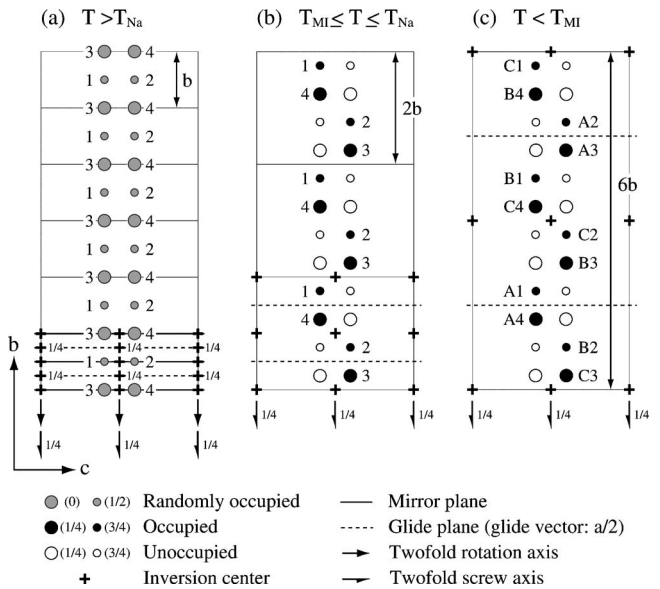 (a) T >T_Na
(b) T_MI ≤ T ≤ T_Na
(c) T < T_MI
3 4
1 2
b
3 4
1 2
3 4
1 2
3 4
1 2
3 4
1 2
3 4
1/4 1/4 1/4
1 2
1/4 1/4 1/4
3 4
1/4 1/4 1/4
b
c
1
4
2b
2
3
1
4
2
3
1
4
2
3
1/4 1/4 1/4
C1
B4
A2
A3
B1
6b
C4
C2
B3
A1
A4
B2
C3
1/4 1/4 1/4
(0) (1/2) Randomly occupied
(1/4) (3/4) Occupied
(1/4) (3/4) Unoccupied
Inversion center
Mirror plane
Glide plane (glide vector: a/2)
Twofold rotation axis
Twofold screw axis